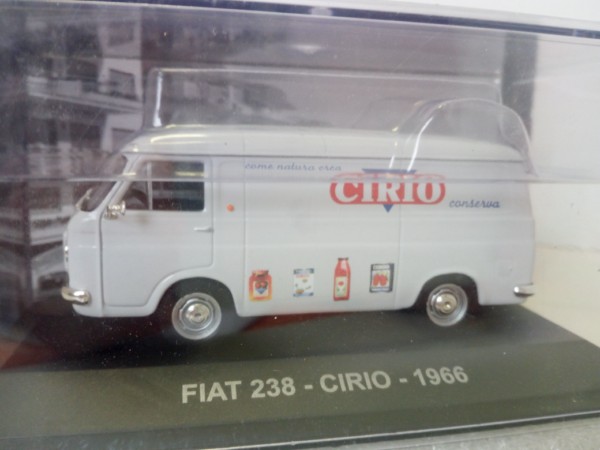 come natura crea
CIRIO
conserva
FIAT 238 - CIRIO - 1966